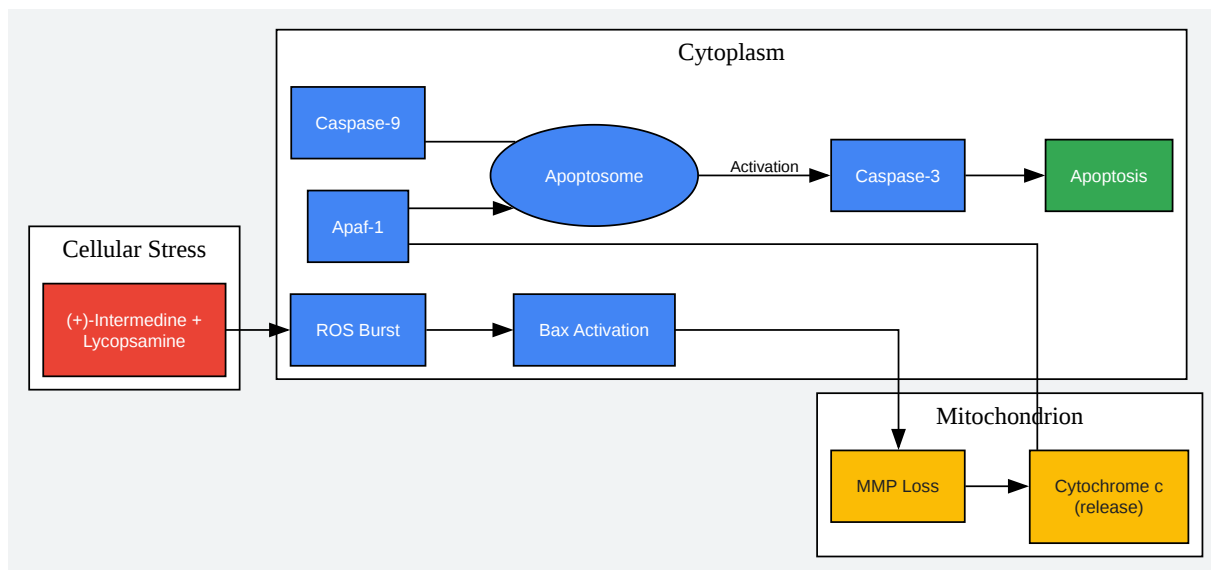 Cytoplasm
Caspase-9
Apoptosome
Activation
Caspase-3
Apoptosis
Apaf-1
Cellular Stress
(+)-Intermedine +
Lycopsamine
ROS Burst
Bax Activation
Mitochondrion
MMP Loss
Cytochrome c
(release)